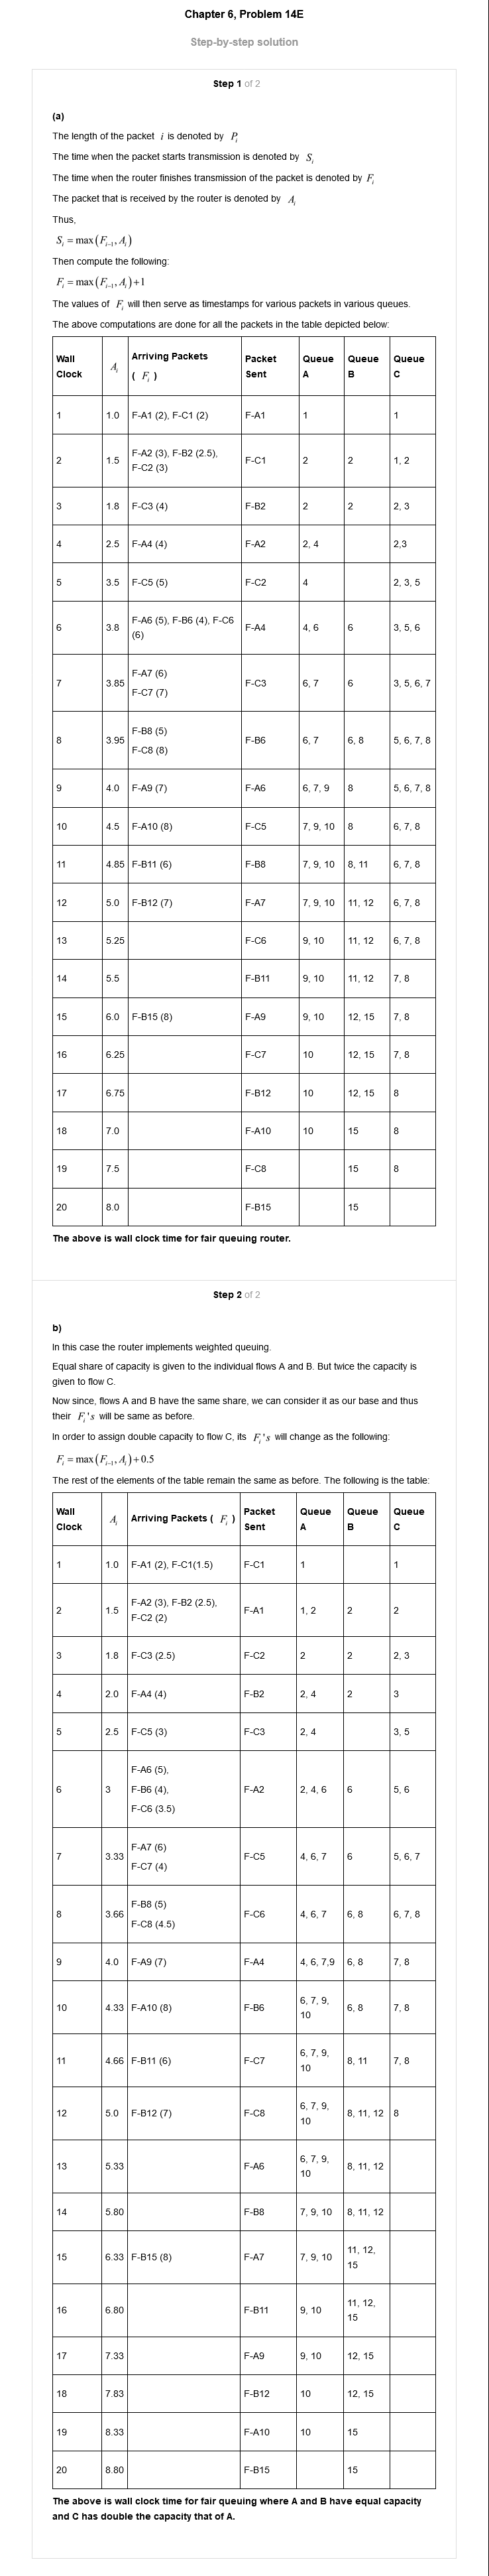 Chapter 6, Problem 14E
Step-by-step solution
Step 1 of 2
(a)
The length of the packet i is denoted by P_i
The time when the packet starts transmission is denoted by S_i
The time when the router finishes transmission of the packet is denoted by F_i
The packet that is received by the router is denoted by A_i
Thus,
S_i = max(F_{i-1}, A_i)
Then compute the following:
F_i = max(F_{i-1}, A_i)+1
The values of F_i will then serve as timestamps for various packets in various queues.
The above computations are done for all the packets in the table depicted below:
Wall Clock | A_i | Arriving Packets ( F_i ) | Packet Sent | Queue A | Queue B | Queue C
1 | 1.0 | F-A1 (2), F-C1 (2) | F-A1 | 1 | | 1
2 | 1.5 | F-A2 (3), F-B2 (2.5), F-C2 (3) | F-C1 | 2 | 2 | 1, 2
3 | 1.8 | F-C3 (4) | F-B2 | 2 | 2 | 2, 3
4 | 2.5 | F-A4 (4) | F-A2 | 2, 4 | | 2,3
5 | 3.5 | F-C5 (5) | F-C2 | 4 | | 2, 3, 5
6 | 3.8 | F-A6 (5), F-B6 (4), F-C6 (6) | F-A4 | 4, 6 | 6 | 3, 5, 6
7 | 3.85 | F-A7 (6) F-C7 (7) | F-C3 | 6, 7 | 6 | 3, 5, 6, 7
8 | 3.95 | F-B8 (5) F-C8 (8) | F-B6 | 6, 7 | 6, 8 | 5, 6, 7, 8
9 | 4.0 | F-A9 (7) | F-A6 | 6, 7, 9 | 8 | 5, 6, 7, 8
10 | 4.5 | F-A10 (8) | F-C5 | 7, 9, 10 | 8 | 6, 7, 8
11 | 4.85 | F-B11 (6) | F-B8 | 7, 9, 10 | 8, 11 | 6, 7, 8
12 | 5.0 | F-B12 (7) | F-A7 | 7, 9, 10 | 11, 12 | 6, 7, 8
13 | 5.25 | | F-C6 | 9, 10 | 11, 12 | 6, 7, 8
14 | 5.5 | | F-B11 | 9, 10 | 11, 12 | 7, 8
15 | 6.0 | F-B15 (8) | F-A9 | 9, 10 | 12, 15 | 7, 8
16 | 6.25 | | F-C7 | 10 | 12, 15 | 7, 8
17 | 6.75 | | F-B12 | 10 | 12, 15 | 8
18 | 7.0 | | F-A10 | 10 | 15 | 8
19 | 7.5 | | F-C8 | | 15 | 8
20 | 8.0 | | F-B15 | | 15 |
The above is wall clock time for fair queuing router.
Step 2 of 2
b)
In this case the router implements weighted queuing.
Equal share of capacity is given to the individual flows A and B. But twice the capacity is
given to flow C.
Now since, flows A and B have the same share, we can consider it as our base and thus
their F_i's will be same as before.
In order to assign double capacity to flow C, its F_i's will change as the following:
F_i = max(F_{i-1}, A_i)+0.5
The rest of the elements of the table remain the same as before. The following is the table:
Wall Clock | A_i | Arriving Packets ( F_i ) | Packet Sent | Queue A | Queue B | Queue C
1 | 1.0 | F-A1 (2), F-C1(1.5) | F-C1 | 1 | | 1
2 | 1.5 | F-A2 (3), F-B2 (2.5), F-C2 (2) | F-A1 | 1, 2 | 2 | 2
3 | 1.8 | F-C3 (2.5) | F-C2 | 2 | 2 | 2, 3
4 | 2.0 | F-A4 (4) | F-B2 | 2, 4 | 2 | 3
5 | 2.5 | F-C5 (3) | F-C3 | 2, 4 | | 3, 5
6 | 3 | F-A6 (5), F-B6 (4), F-C6 (3.5) | F-A2 | 2, 4, 6 | 6 | 5, 6
7 | 3.33 | F-A7 (6) F-C7 (4) | F-C5 | 4, 6, 7 | 6 | 5, 6, 7
8 | 3.66 | F-B8 (5) F-C8 (4.5) | F-C6 | 4, 6, 7 | 6, 8 | 6, 7, 8
9 | 4.0 | F-A9 (7) | F-A4 | 4, 6, 7,9 | 6, 8 | 7, 8
10 | 4.33 | F-A10 (8) | F-B6 | 6, 7, 9, 10 | 6, 8 | 7, 8
11 | 4.66 | F-B11 (6) | F-C7 | 6, 7, 9, 10 | 8, 11 | 7, 8
12 | 5.0 | F-B12 (7) | F-C8 | 6, 7, 9, 10 | 8, 11, 12 | 8
13 | 5.33 | | F-A6 | 6, 7, 9, 10 | 8, 11, 12 |
14 | 5.80 | | F-B8 | 7, 9, 10 | 8, 11, 12 |
15 | 6.33 | F-B15 (8) | F-A7 | 7, 9, 10 | 11, 12, 15 |
16 | 6.80 | | F-B11 | 9, 10 | 11, 12, 15 |
17 | 7.33 | | F-A9 | 9, 10 | 12, 15 |
18 | 7.83 | | F-B12 | 10 | 12, 15 |
19 | 8.33 | | F-A10 | 10 | 15 |
20 | 8.80 | | F-B15 | | 15 |
The above is wall clock time for fair queuing where A and B have equal capacity
and C has double the capacity that of A.